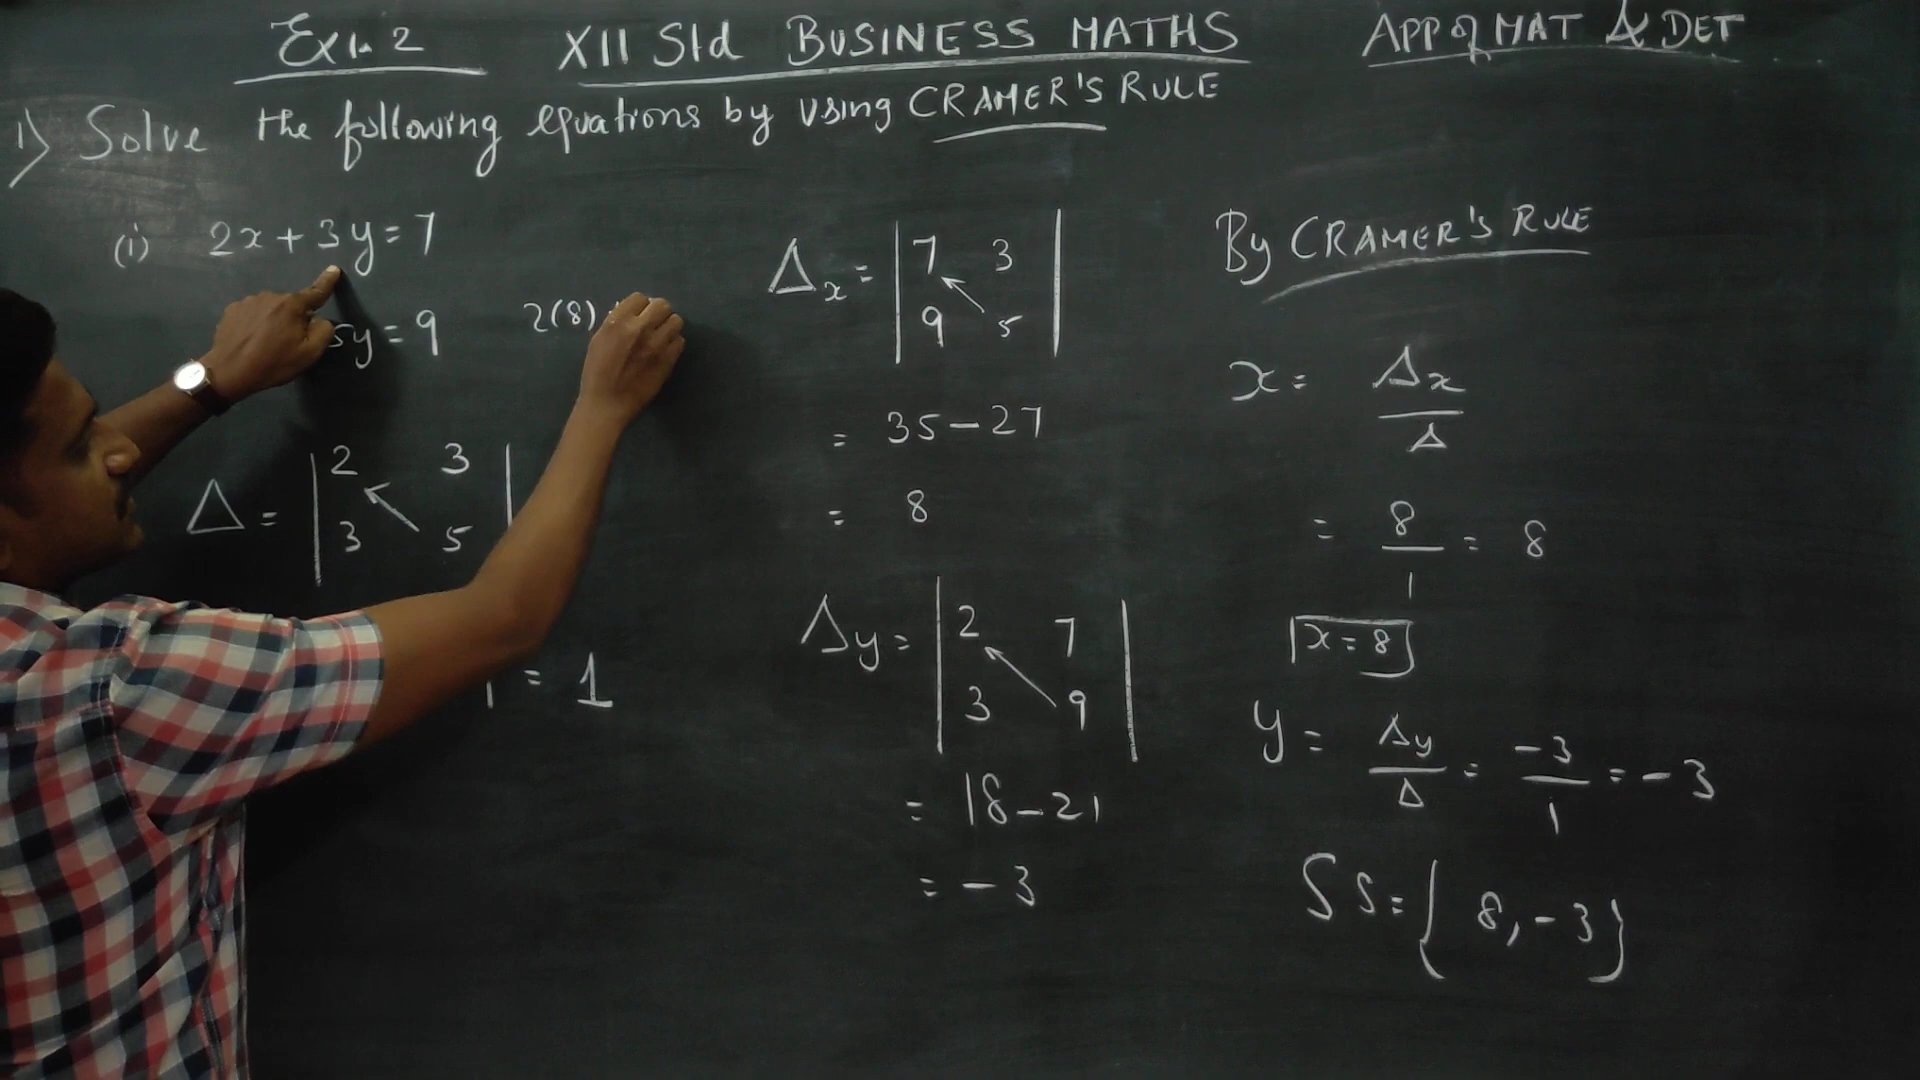 Ex 1.2 XII Std BUSINESS MATHS APP of MAT & DET
1) Solve the following equations by using CRAMER'S RULE
(i) 2x + 3y = 7
5y = 9
2(8)
Δ = | 2 3 |
| 3 5 |
= 1
Δx = | 7 3 |
| 9 5 |
= 35 – 27
= 8
Δy = | 2 7 |
| 3 9 |
= 18 – 21
= – 3
By CRAMER'S RULE
x = Δx / Δ
= 8 / 1 = 8
x = 8
y = Δy / Δ = –3 / 1 = – 3
SS = { 8, – 3 }